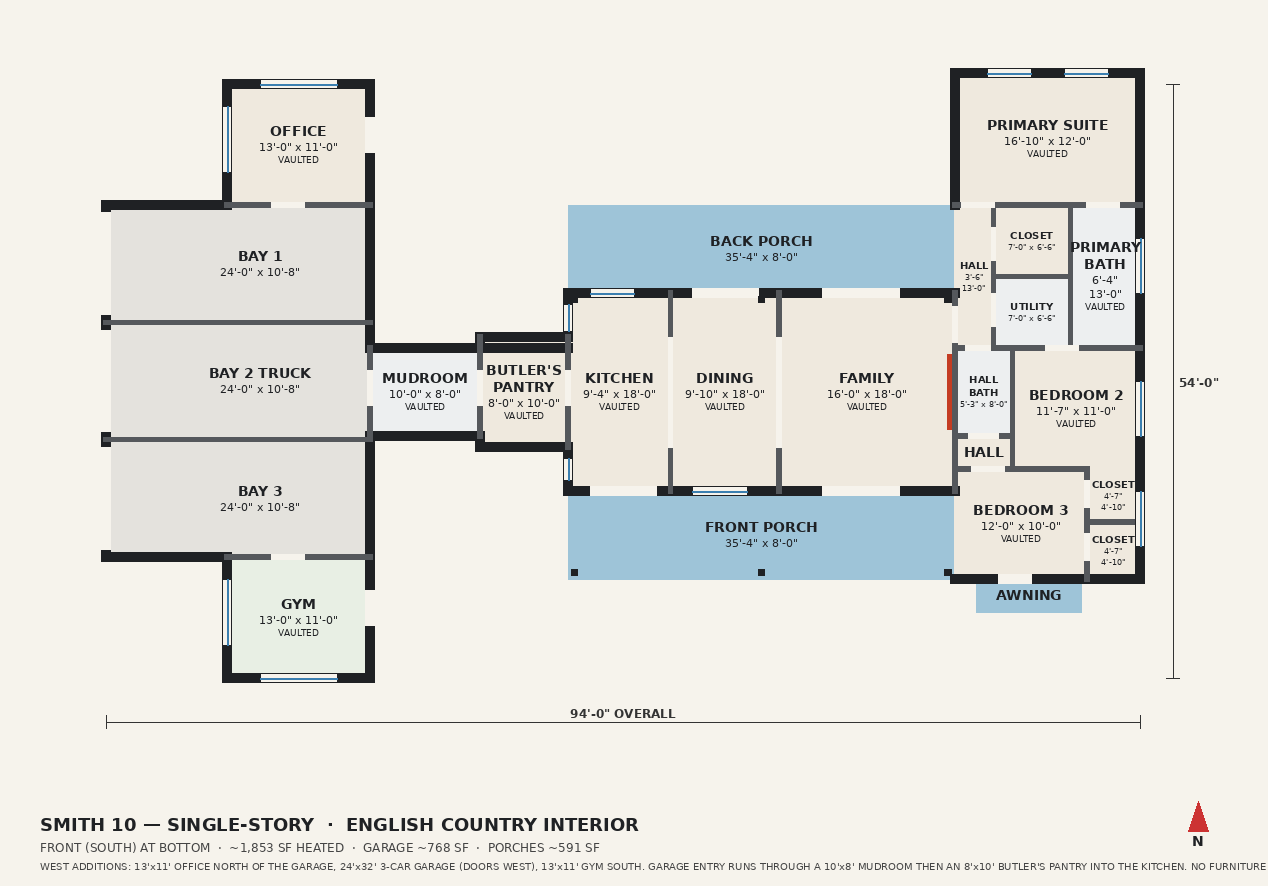 OFFICE
13'-0" x 11'-0"
VAULTED
PRIMARY SUITE
16'-10" x 12'-0"
VAULTED
BAY 1
24'-0" x 10'-8"
BACK PORCH
35'-4" x 8'-0"
HALL
3'-6"
13'-0"
CLOSET
7'-0" x 6'-6"
UTILITY
7'-0" x 6'-6"
PRIMARY
BATH
6'-4"
13'-0"
VAULTED
BAY 2 TRUCK
24'-0" x 10'-8"
MUDROOM
10'-0" x 8'-0"
VAULTED
BUTLER'S
PANTRY
8'-0" x 10'-0"
VAULTED
KITCHEN
9'-4" x 18'-0"
VAULTED
DINING
9'-10" x 18'-0"
VAULTED
FAMILY
16'-0" x 18'-0"
VAULTED
HALL
BATH
5'-3" x 8'-0"
BEDROOM 2
11'-7" x 11'-0"
VAULTED
54'-0"
HALL
BAY 3
24'-0" x 10'-8"
FRONT PORCH
35'-4" x 8'-0"
BEDROOM 3
12'-0" x 10'-0"
VAULTED
CLOSET
4'-7"
4'-10"
CLOSET
4'-7"
4'-10"
AWNING
GYM
13'-0" x 11'-0"
VAULTED
94'-0" OVERALL
SMITH 10 — SINGLE-STORY · ENGLISH COUNTRY INTERIOR
FRONT (SOUTH) AT BOTTOM · ~1,853 SF HEATED · GARAGE ~768 SF · PORCHES ~591 SF
WEST ADDITIONS: 13'x11' OFFICE NORTH OF THE GARAGE, 24'x32' 3-CAR GARAGE (DOORS WEST), 13'x11' GYM SOUTH. GARAGE ENTRY RUNS THROUGH A 10'x8' MUDROOM THEN AN 8'x10' BUTLER'S PANTRY INTO THE KITCHEN. NO FURNITURE
N